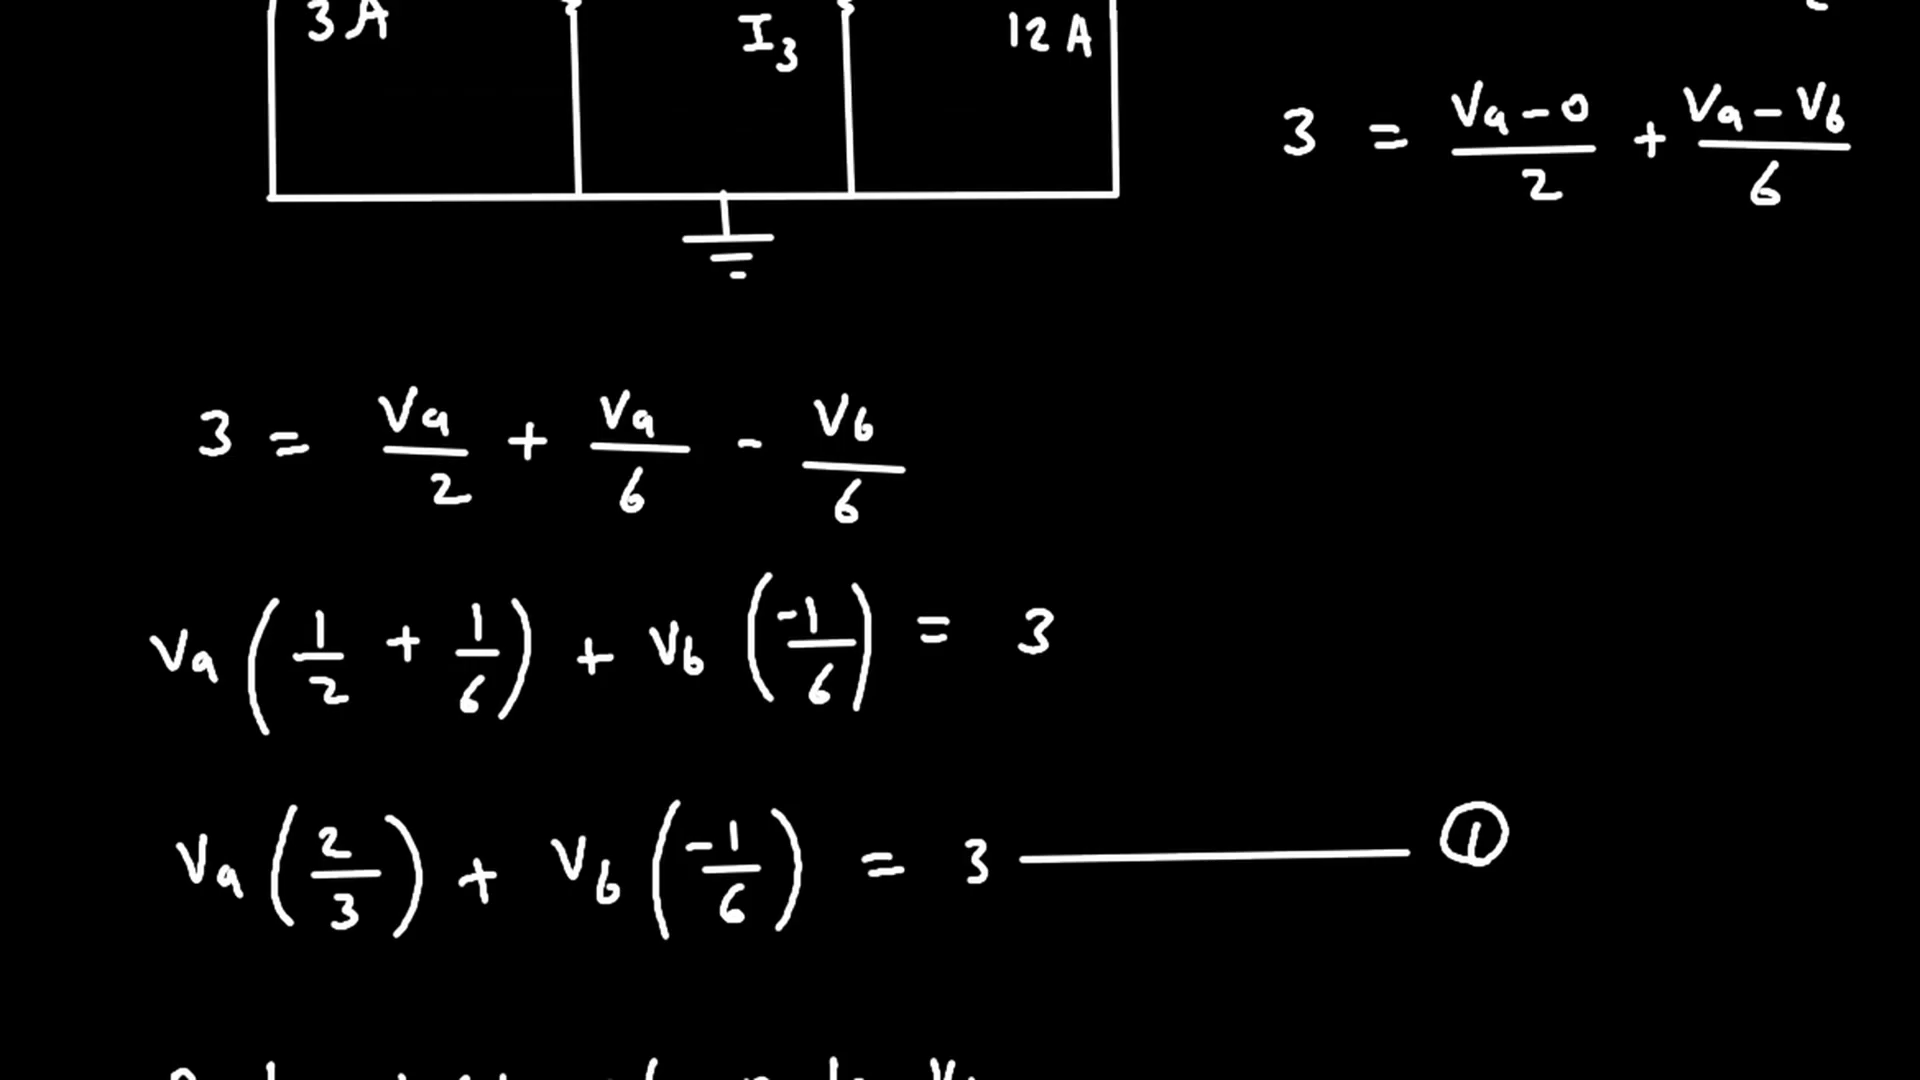 3 A I₃ 12 A
3 = (Va - 0)/2 + (Va - Vb)/6
3 = Va/2 + Va/6 - Vb/6
Va (1/2 + 1/6) + Vb (-1/6) = 3
Va (2/3) + Vb (-1/6) = 3 ——— ①